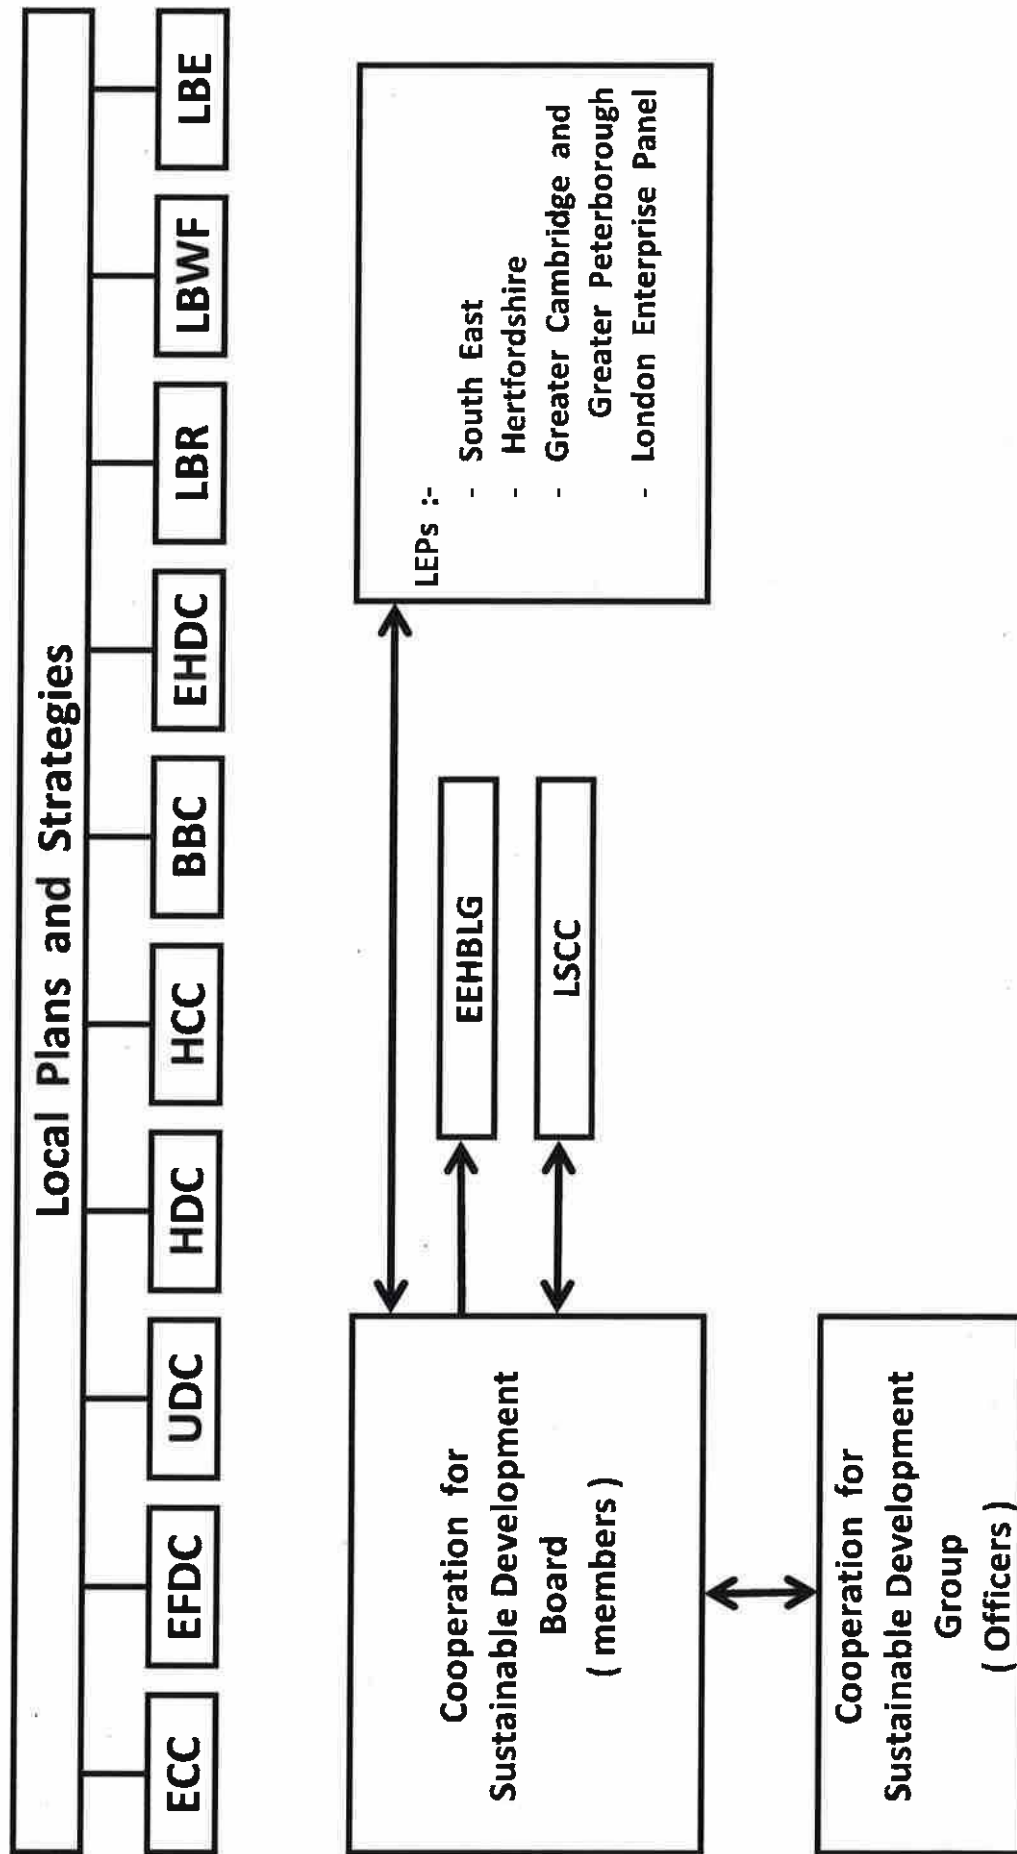 Local Plans and Strategies
ECC
EFDC
UDC
HDC
HCC
BBC
EHDC
LBR
LBWF
LBE
Cooperation for
Sustainable Development
Board
( members )
EEHBLG
LSCC
LEPs :-
- South East
- Hertfordshire
- Greater Cambridge and
Greater Peterborough
- London Enterprise Panel
Cooperation for
Sustainable Development
Group
( Officers )